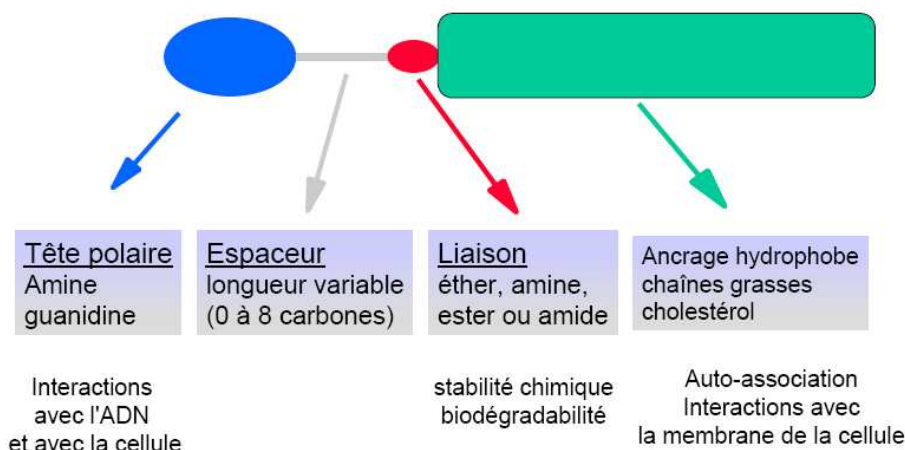 Tête polaire
Amine
guanidine
Espaceur
longueur variable
(0 à 8 carbones)
Liaison
éther, amine,
ester ou amide
Ancrage hydrophobe
chaînes grasses
cholestérol
Interactions
avec l'ADN
et avec la cellule
stabilité chimique
biodégradabilité
Auto-association
Interactions avec
la membrane de la cellule